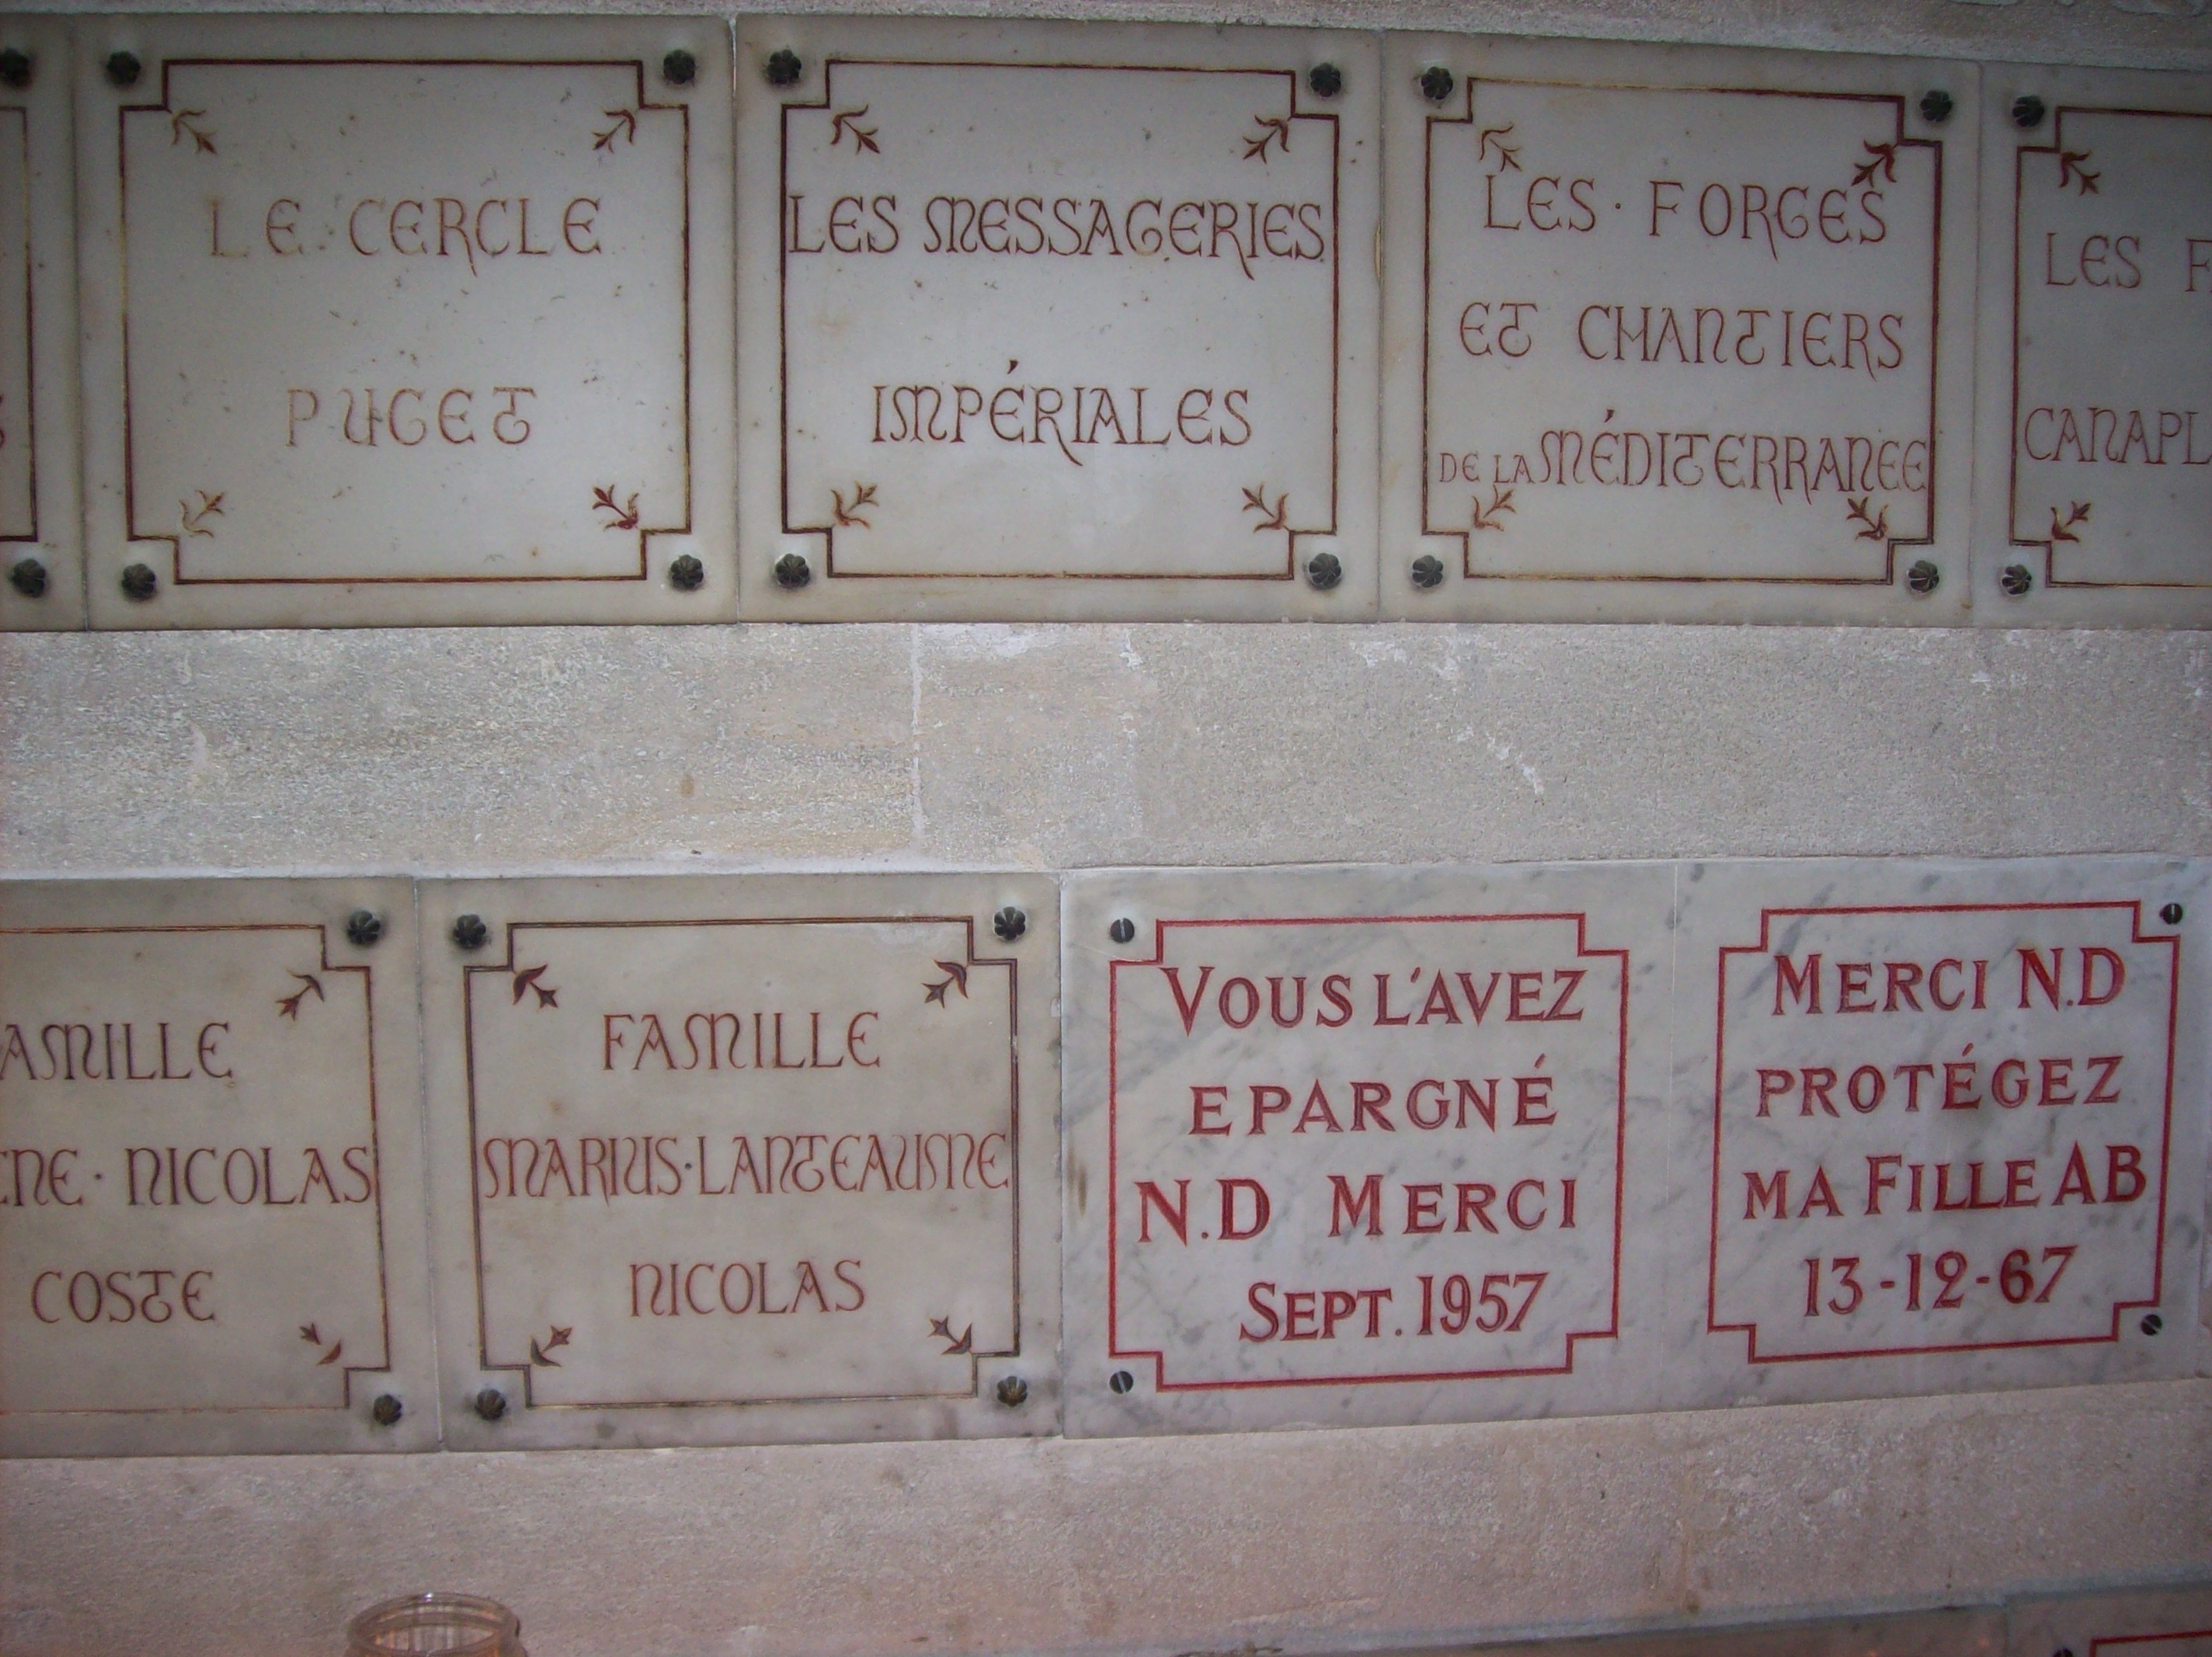 LE · CERCLE
PUGET
LES MESSAGERIES
IMPÉRIALES
LES · FORGES
ET CHANTIERS
DE LA MÉDITERRANEE
LES
COSTE
NICOLAS
FAMILLE
MARIUS · LANTEAUME
NICOLAS
VOUS L'AVEZ
EPARGNÉ
N.D MERCI
SEPT. 1957
MERCI N.D
PROTÉGEZ
MA FILLE AB
13-12-67